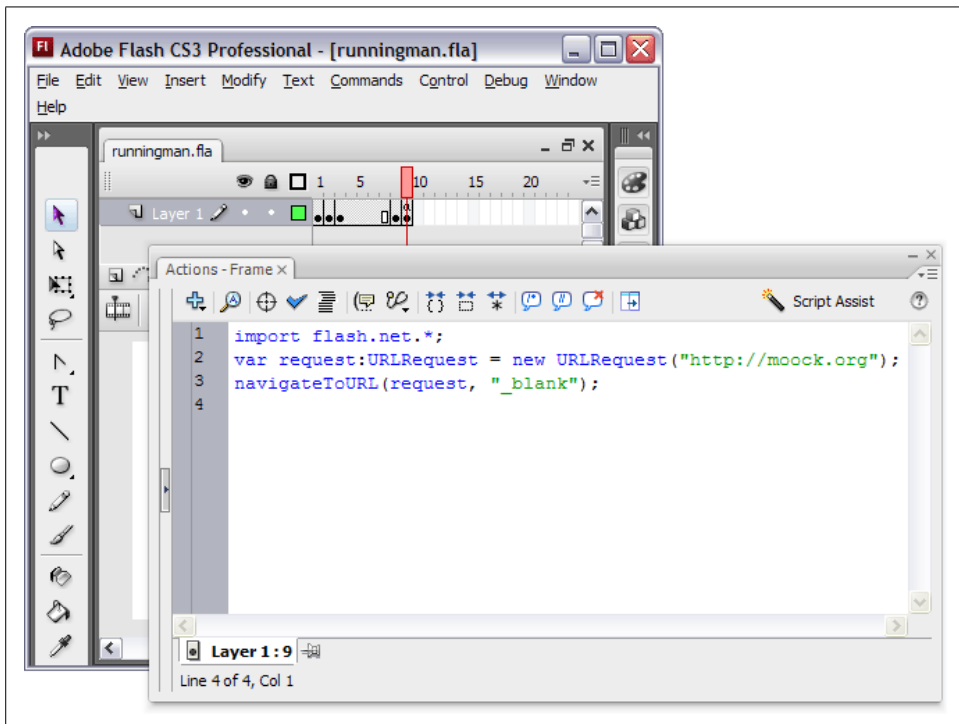 Fl Adobe Flash CS3 Professional - [runningman.fla]
File Edit View Insert Modify Text Commands Control Debug Window
Help
runningman.fla
1 5 10 15 20
Layer 1
Actions - Frame ×
Script Assist
1 import flash.net.*;
2 var request:URLRequest = new URLRequest("http://moock.org");
3 navigateToURL(request, "_blank");
4
T
Layer 1 : 9
Line 4 of 4, Col 1